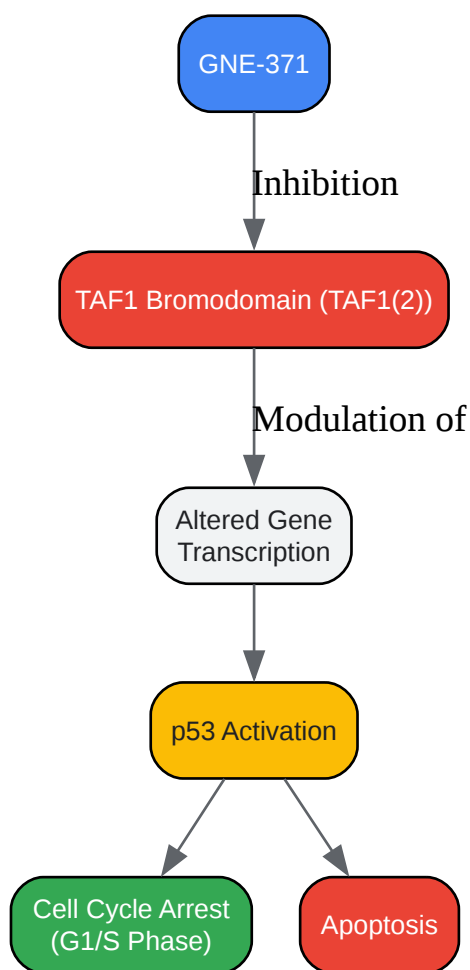 GNE-371
Inhibition
TAF1 Bromodomain (TAF1(2))
Modulation of
Altered Gene
Transcription
p53 Activation
Cell Cycle Arrest
(G1/S Phase)
Apoptosis